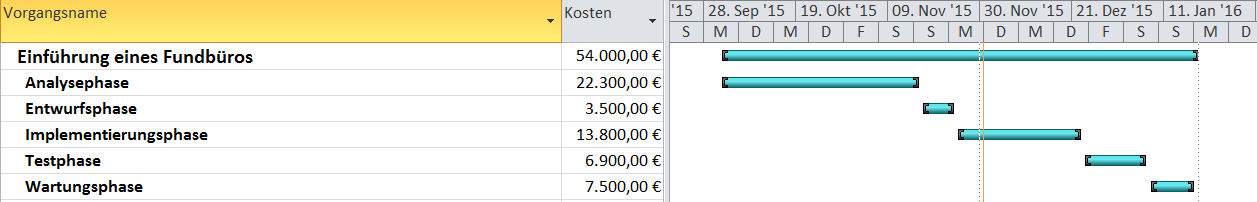 Vorgangsname Kosten '15 28. Sep '15 19. Okt '15 09. Nov '15 30. Nov '15 21. Dez '15 11. Jan '16
S M D D F S S M D D F S S M D
Einführung eines Fundbüros 54.000,00 €
Analysephase 22.300,00 €
Entwurfsphase 3.500,00 €
Implementierungsphase 13.800,00 €
Testphase 6.900,00 €
Wartungsphase 7.500,00 €